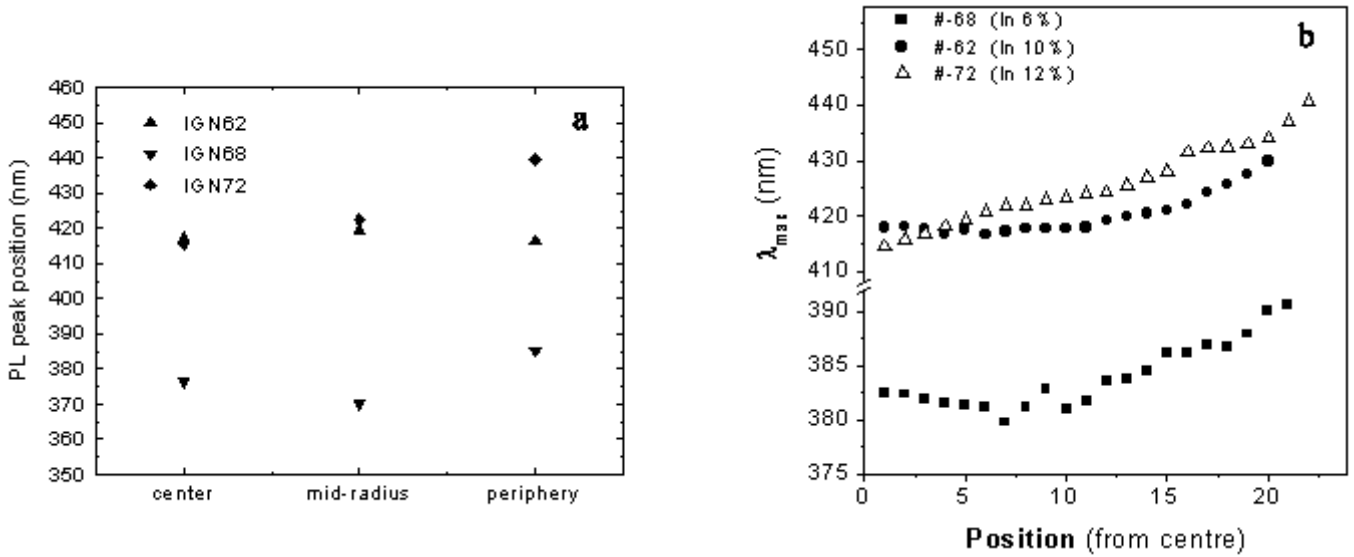 a
460
450
440
430
420
410
400
390
380
370
360
350
PL peak position (nm)
IGN62
IGN68
IGN72
center
mid-radius
periphery
b
#-68 (In 6%)
#-62 (In 10%)
#-72 (In 12%)
450
440
430
420
410
390
385
380
375
λmax (nm)
0
5
10
15
20
Position (from centre)